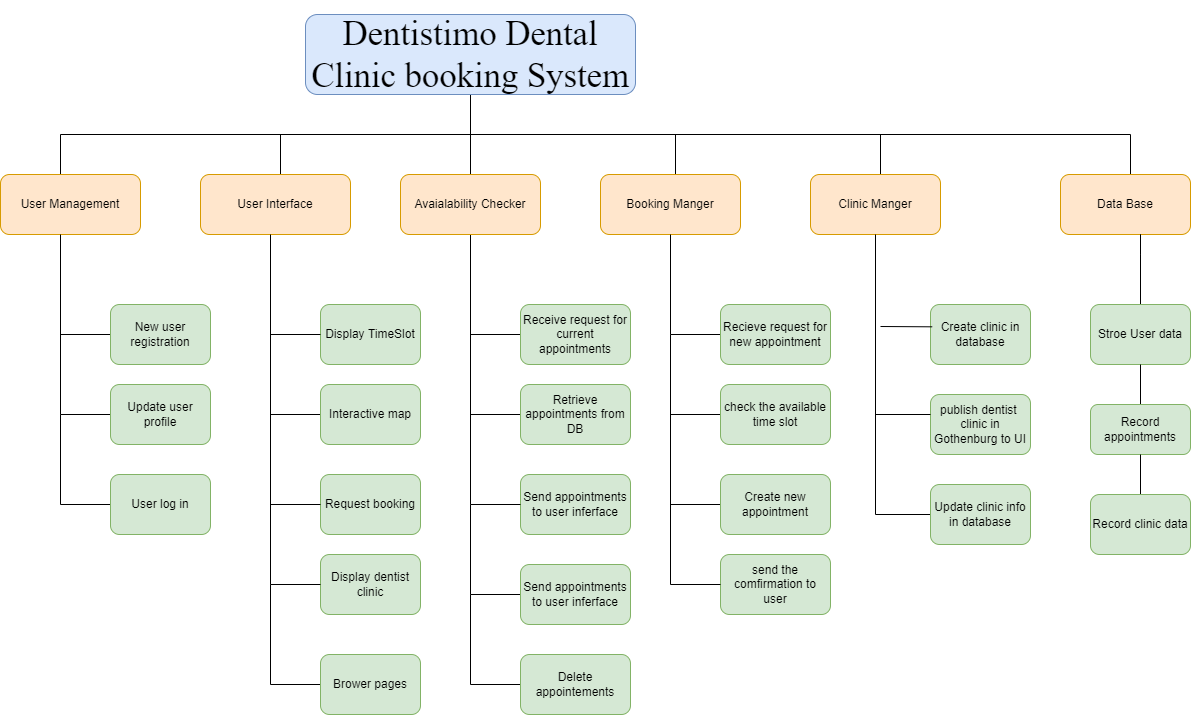 Dentistimo Dental
Clinic booking System
User Management
User Interface
Avaialability Checker
Booking Manger
Clinic Manger
Data Base
New user
registration
Update user
profile
User log in
Display TimeSlot
Interactive map
Request booking
Display dentist
clinic
Brower pages
Receive request for
current
appointments
Retrieve
appointments from
DB
Send appointments
to user inferface
Send appointments
to user inferface
Delete
appointements
Recieve request for
new appointment
check the available
time slot
Create new
appointment
send the
comfirmation to
user
Create clinic in
database
publish dentist
clinic in
Gothenburg to UI
Update clinic info
in database
Stroe User data
Record
appointments
Record clinic data